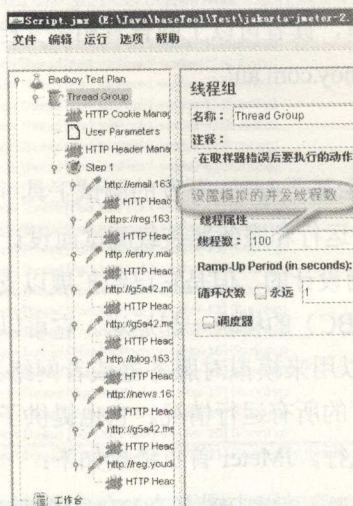 Script.jmx (E:\Java\baseTool\Test\jakarta-jmeter-2.
文件 编辑 运行 选项 帮助
Badboy Test Plan
Thread Group
HTTP Cookie Manag
User Parameters
HTTP Header Mana
Step 1
http://email.163
HTTP Head
https://reg.163
HTTP Head
http://entry.mai
HTTP Head
http://g5a42.m
HTTP Head
http://g5a42.m
HTTP Head
http://blog.163.
HTTP Head
http://news.16
HTTP Head
http://g5a42.m
HTTP Head
http://reg.youd
HTTP Head
工作台
线程组
名称： Thread Group
注释：
在取样器错误后要执行的动作
设置模拟的并发线程数
线程属性
线程数： 100
Ramp-Up Period (in seconds):
循环次数 永远 1
调度器